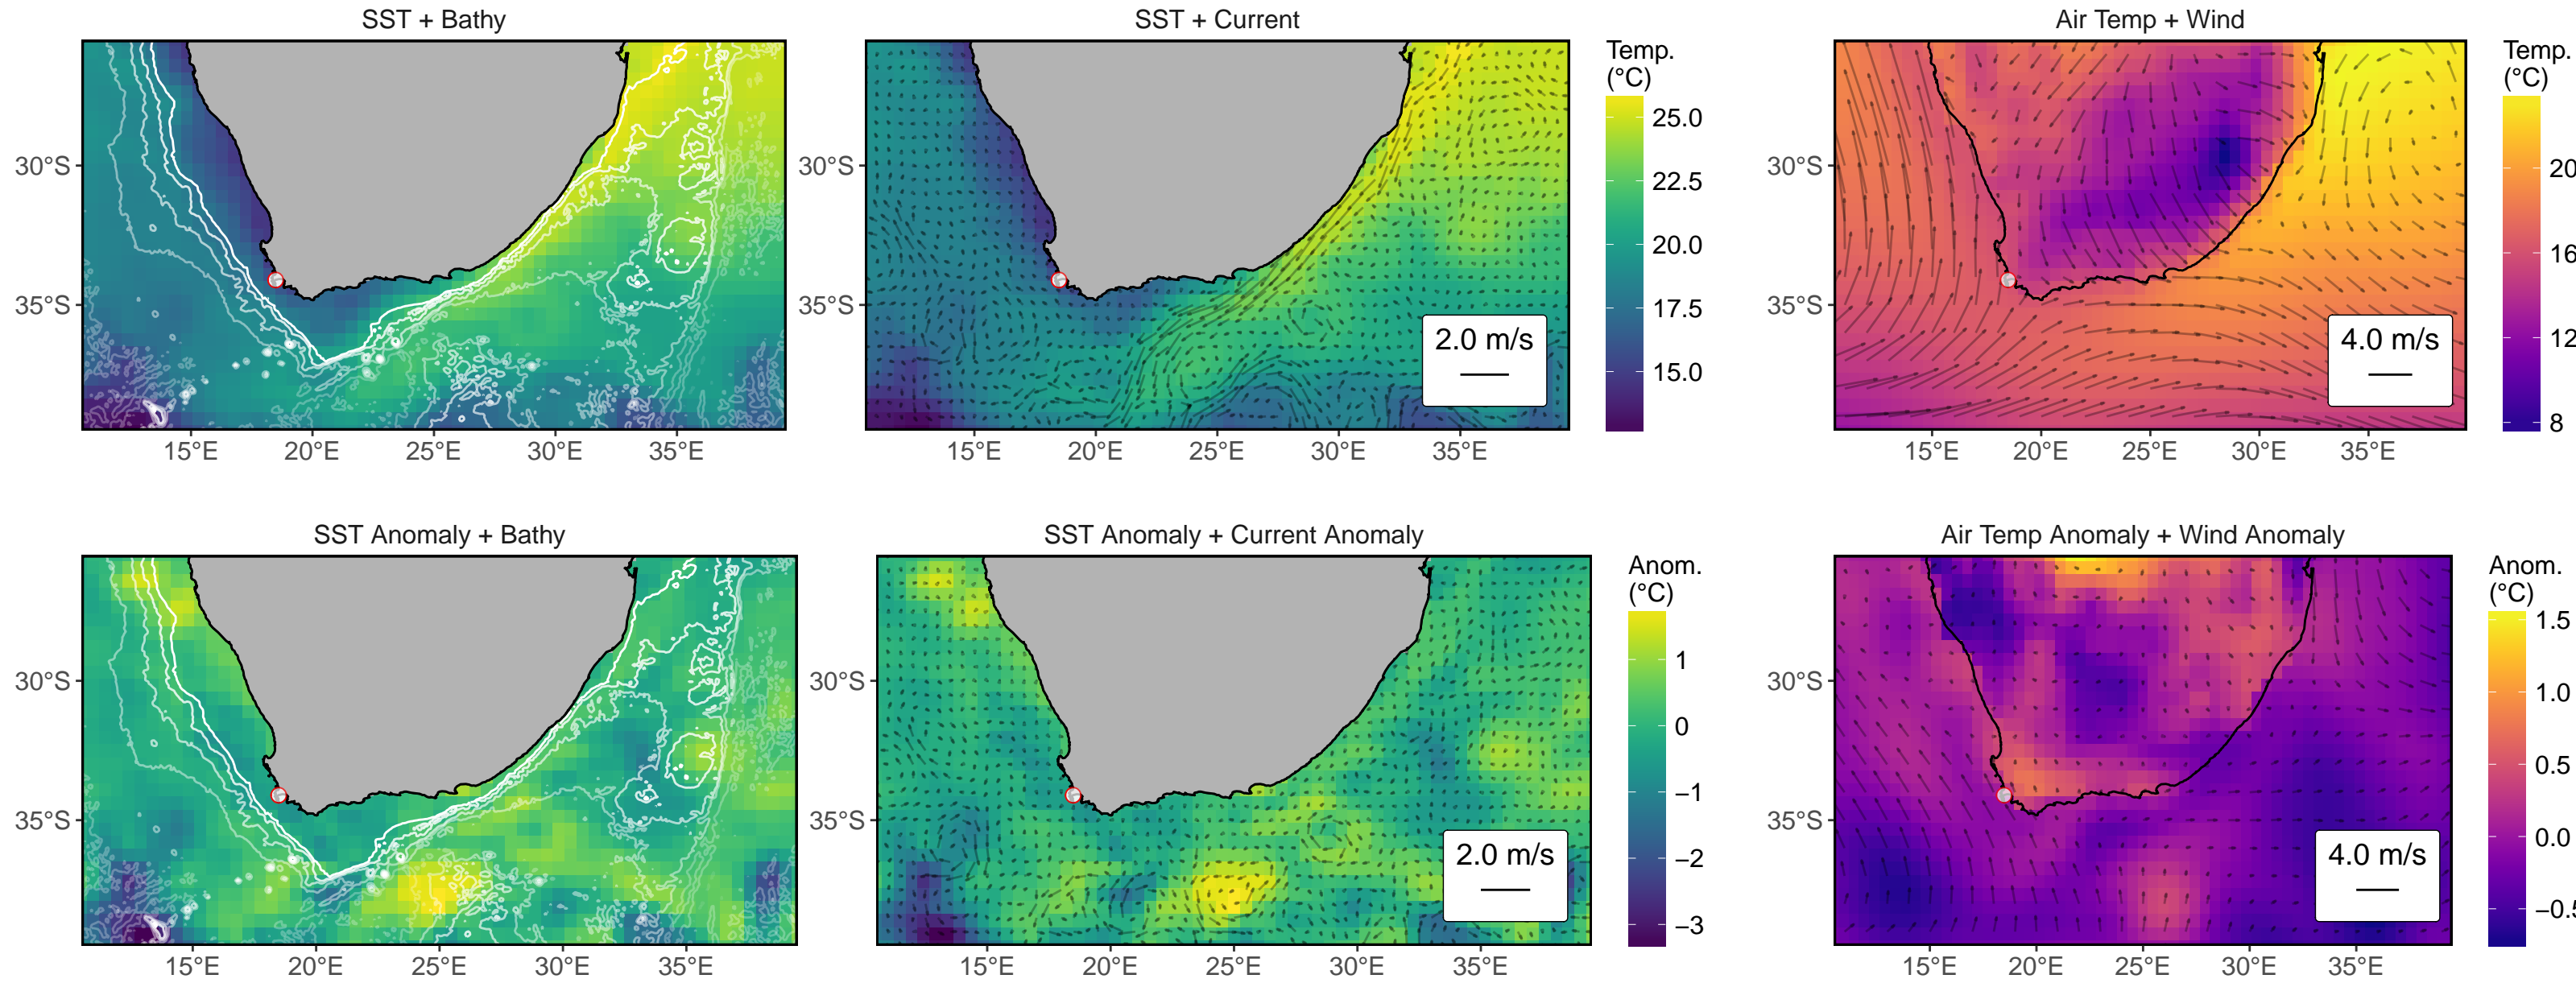 SST + Bathy
SST + Current
Air Temp + Wind
30°S
35°S
15°E 20°E 25°E 30°E 35°E
30°S
35°S
15°E 20°E 25°E 30°E 35°E
2.0 m/s
Temp.
(°C)
25.0
22.5
20.0
17.5
15.0
30°S
35°S
15°E 20°E 25°E 30°E 35°E
4.0 m/s
Temp.
(°C)
20
16
12
8
SST Anomaly + Bathy
SST Anomaly + Current Anomaly
Air Temp Anomaly + Wind Anomaly
30°S
35°S
15°E 20°E 25°E 30°E 35°E
30°S
35°S
15°E 20°E 25°E 30°E 35°E
2.0 m/s
Anom.
(°C)
1
0
−1
−2
−3
30°S
35°S
15°E 20°E 25°E 30°E 35°E
4.0 m/s
Anom.
(°C)
1.5
1.0
0.5
0.0
−0.5